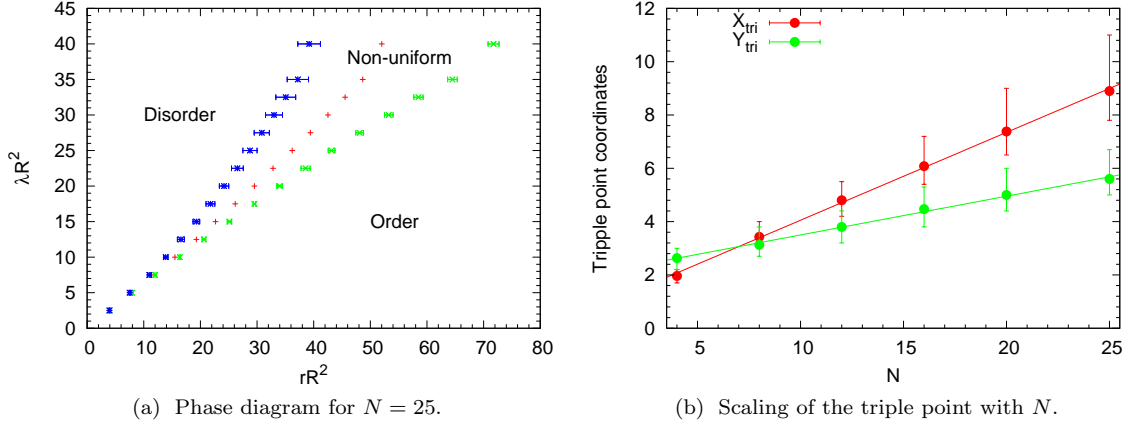 40
35
30
25
20
15
10
5
0
λR²
Disorder
Non-uniform
Order
0 10 20 30 40 50 60 70 80
rR²
(a) Phase diagram for N = 25.
12
10
8
6
4
2
0
Tripple point coordinates
X_tri
Y_tri
5 10 15 20 25
N
(b) Scaling of the triple point with N.